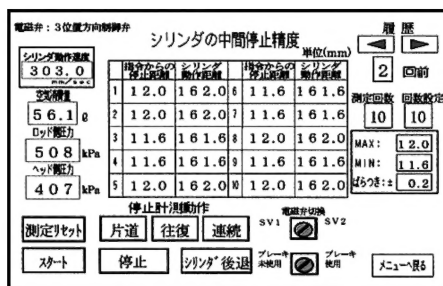 電磁弁：３位置方向制御弁
シリンダの中間停止精度
単位(mm)
履　歴
2 回前
シリンダ動作速度
303.0
mm/sec
空気消費量
56.1 ℓ
ロッド側圧力
508 kPa
ヘッド側圧力
407 kPa
指令からの停止距離 シリンダ動作距離 指令からの停止距離 シリンダ動作距離
1 12.0 162.0 6 11.6 161.6
2 12.0 162.0 7 11.6 161.6
3 11.6 161.6 8 12.0 162.0
4 11.6 161.6 9 11.6 161.6
5 12.0 162.0 10 12.0 162.0
測定回数 回数設定
10 10
MAX: 12.0
MIN: 11.6
ばらつき:± 0.2
停止計測動作
測定リセット 片道 往復 連続
電磁弁切換
SV1 SV2
スタート 停止 シリンダ後退
ブレーキ未使用 ブレーキ使用
メニューへ戻る